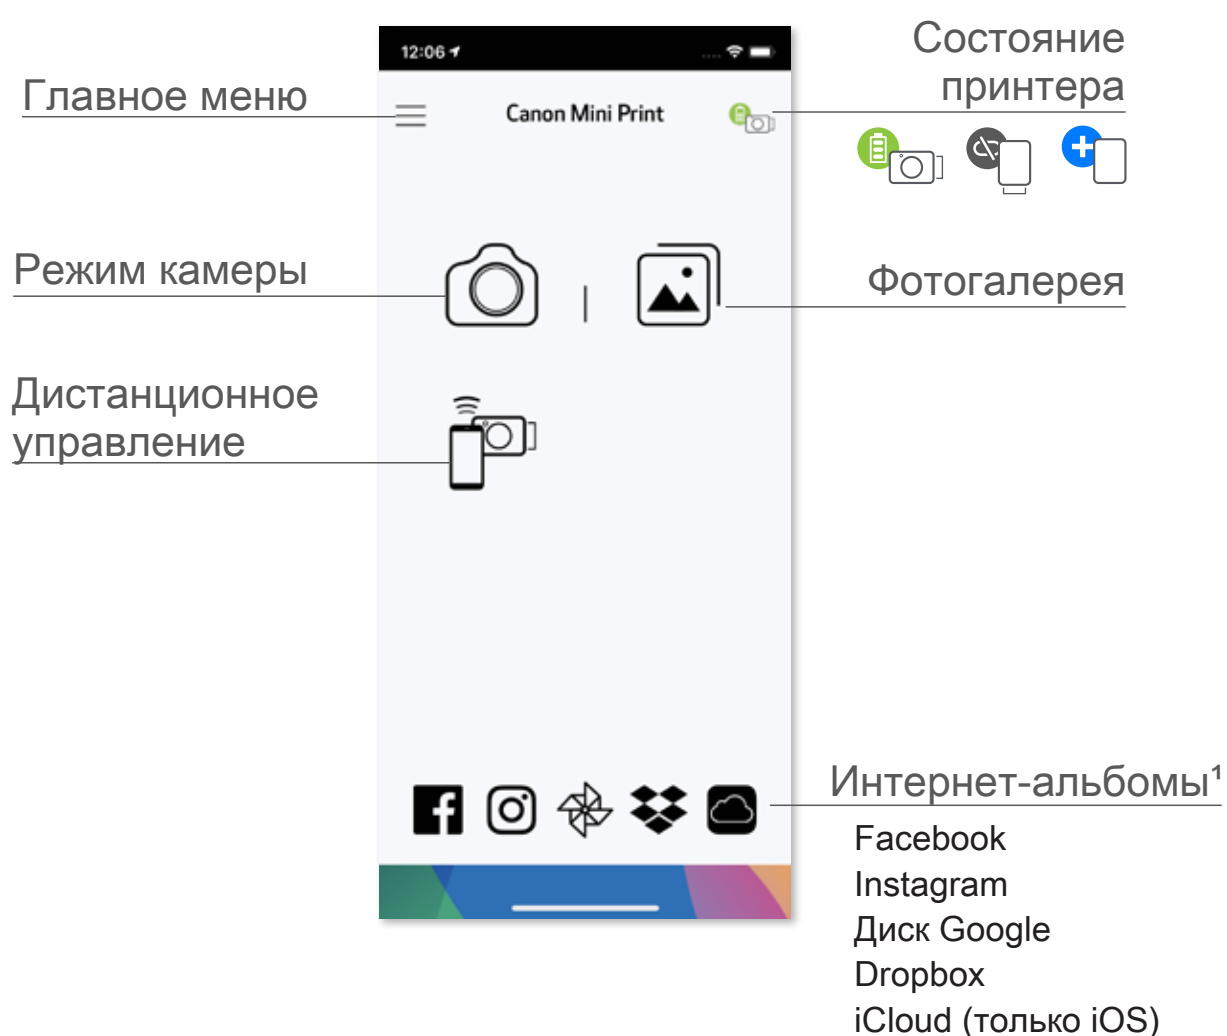 Состояние
принтера
12:06
Главное меню
Canon Mini Print
Режим камеры
Фотогалерея
Дистанционное
управление
Интернет-альбомы¹
Facebook
Instagram
Диск Google
Dropbox
iCloud (только iOS)